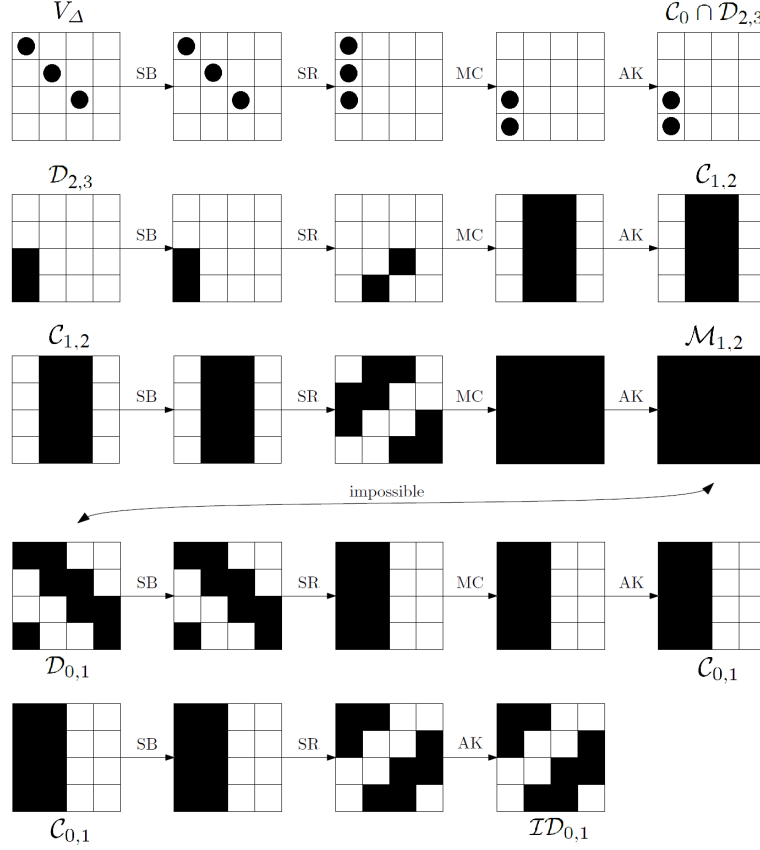 V_Δ
𝒞_0 ∩ 𝒟_{2,3}
SB SR MC AK
𝒟_{2,3}
𝒞_{1,2}
SB SR MC AK
𝒞_{1,2}
ℳ_{1,2}
SB SR MC AK
impossible
SB SR MC AK
𝒟_{0,1}
𝒞_{0,1}
SB SR AK
𝒞_{0,1}
ℐ𝒟_{0,1}